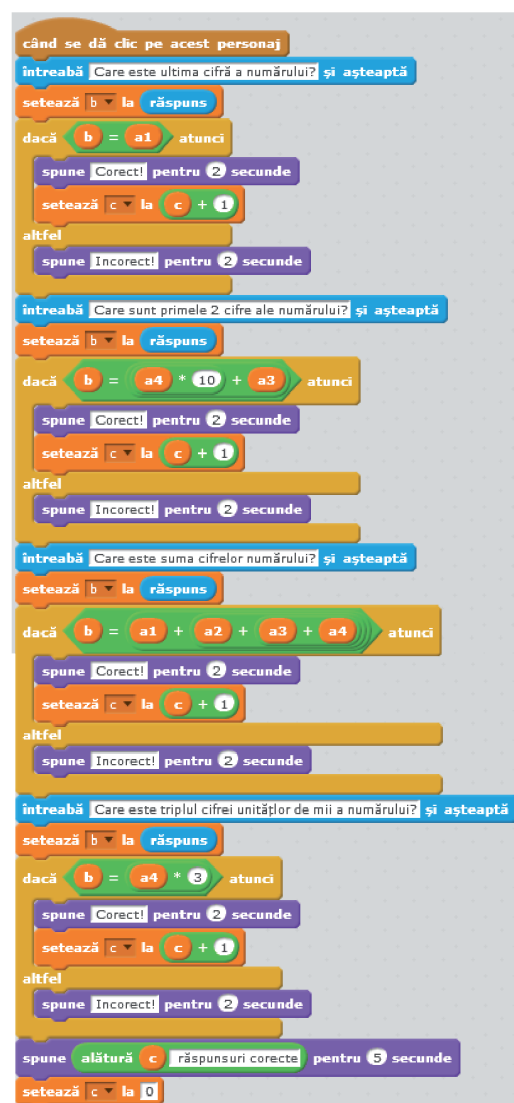 când se dă clic pe acest personaj
întreabă Care este ultima cifră a numărului? și așteaptă
setează b la răspuns
dacă b = a1 atunci
spune Corect! pentru 2 secunde
setează c la c + 1
altfel
spune Incorect! pentru 2 secunde
întreabă Care sunt primele 2 cifre ale numărului? și așteaptă
setează b la răspuns
dacă b = a4 * 10 + a3 atunci
spune Corect! pentru 2 secunde
setează c la c + 1
altfel
spune Incorect! pentru 2 secunde
întreabă Care este suma cifrelor numărului? și așteaptă
setează b la răspuns
dacă b = a1 + a2 + a3 + a4 atunci
spune Corect! pentru 2 secunde
setează c la c + 1
altfel
spune Incorect! pentru 2 secunde
întreabă Care este triplul cifrei unităților de mii a numărului? și așteaptă
setează b la răspuns
dacă b = a4 * 3 atunci
spune Corect! pentru 2 secunde
setează c la c + 1
altfel
spune Incorect! pentru 2 secunde
spune alătură c răspunsuri corecte pentru 5 secunde
setează c la 0